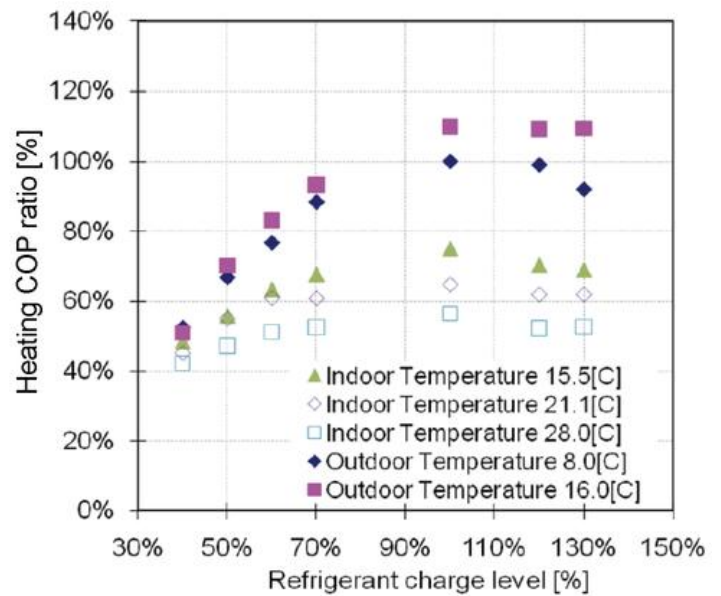 140%
120%
100%
80%
60%
40%
20%
0%
Heating COP ratio [%]
Indoor Temperature 15.5[C]
Indoor Temperature 21.1[C]
Indoor Temperature 28.0[C]
Outdoor Temperature 8.0[C]
Outdoor Temperature 16.0[C]
30% 50% 70% 90% 110% 130% 150%
Refrigerant charge level [%]